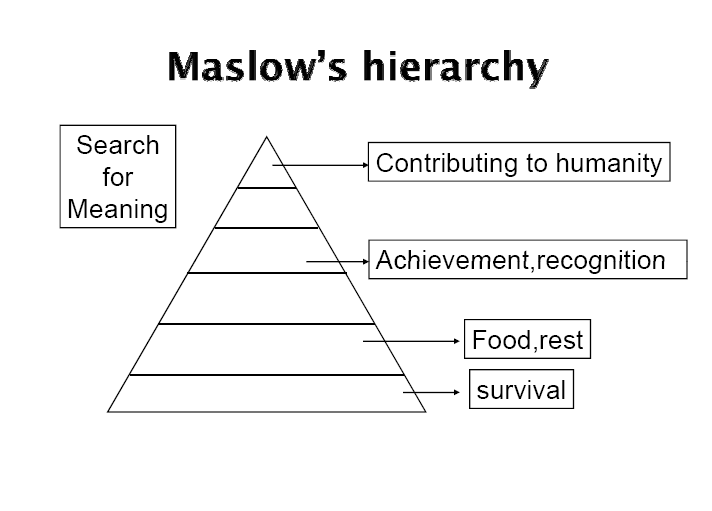 Maslow's hierarchy
Search
for
Meaning
Contributing to humanity
Achievement,recognition
Food,rest
survival